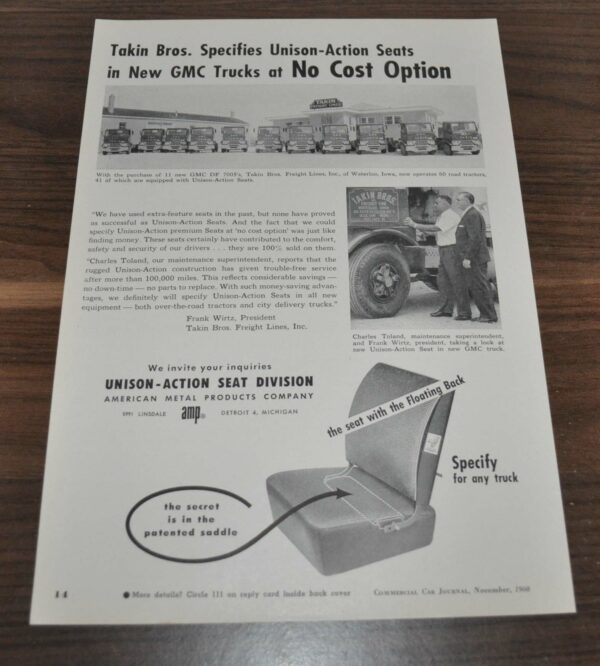 Takin Bros. Specifies Unison-Action Seats
in New GMC Trucks at No Cost Option
TAKIN
With the purchase of 11 new GMC DF 7005's, Takin Bros. Freight Lines, Inc., of Waterloo, Iowa, now operates 60 road tractors,
41 of which are equipped with Unison-Action Seats.
"We have used extra-feature seats in the past, but none have proved
as successful as Unison-Action Seats. And the fact that we could
specify Unison-Action premium Seats at 'no cost option' was just like
finding money. These seats certainly have contributed to the comfort,
safety and security of our drivers . . . they are 100% sold on them.
"Charles Toland, our maintenance superintendent, reports that the
rugged Unison-Action construction has given trouble-free service
after more than 100,000 miles. This reflects considerable savings —
no down-time — no parts to replace. With such money-saving advan-
tages, we definitely will specify Unison-Action Seats in all new
equipment — both over-the-road tractors and city delivery trucks."
Frank Wirtz, President
Takin Bros. Freight Lines, Inc.
TAKIN BROS.
Charles Toland, maintenance superintendent,
and Frank Wirtz, president, taking a look at
new Unison-Action Seat in new GMC truck.
We invite your inquiries
UNISON-ACTION SEAT DIVISION
AMERICAN METAL PRODUCTS COMPANY
5991 LINSDALE amp® DETROIT 4, MICHIGAN
the seat with the Floating Back
Specify
for any truck
the secret
is in the
patented saddle
14
● More details? Circle 111 on reply card inside back cover
COMMERCIAL CAR JOURNAL, November, 1960